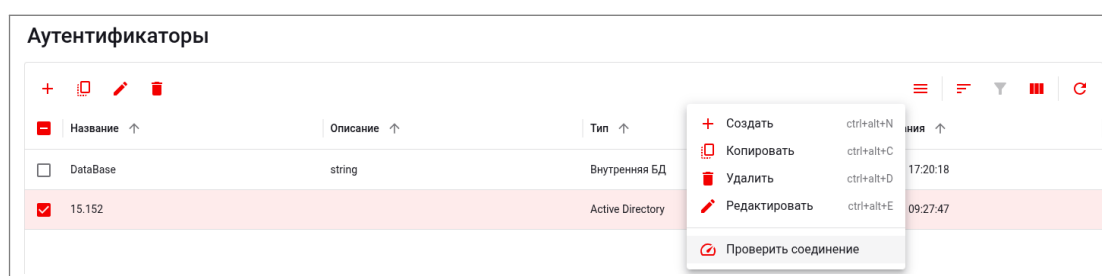 Аутентификаторы
Название Описание Тип ния
Создать ctrl+alt+N
Копировать ctrl+alt+C
DataBase string Внутренняя БД 17:20:18
Удалить ctrl+alt+D
15.152 Active Directory 09:27:47
Редактировать ctrl+alt+E
Проверить соединение